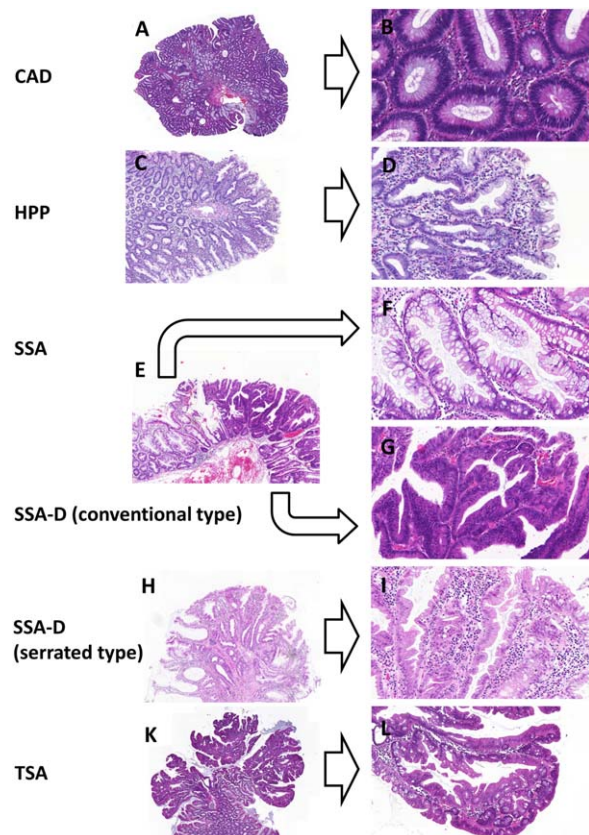 A
B
CAD
C
D
HPP
F
SSA
E
G
SSA-D (conventional type)
H
I
SSA-D
(serrated type)
K
L
TSA